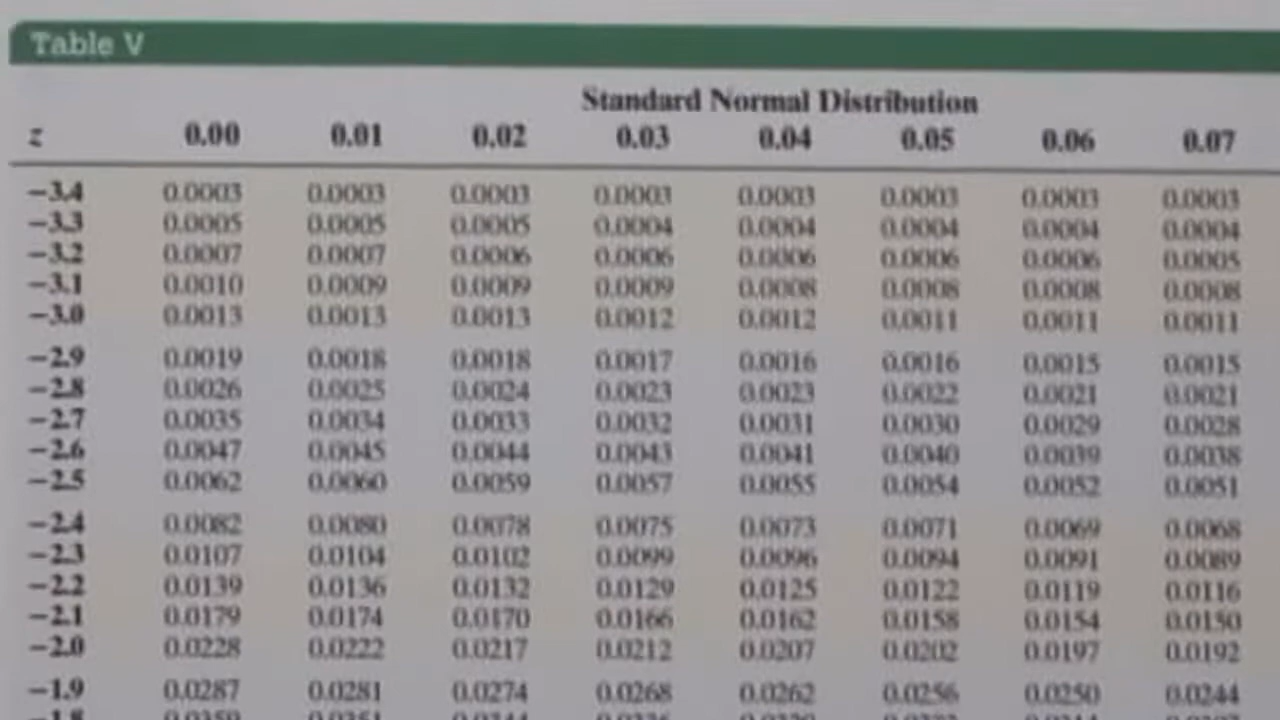 Table V
Standard Normal Distribution
z 0.00 0.01 0.02 0.03 0.04 0.05 0.06 0.07
−3.4 0.0003 0.0003 0.0003 0.0003 0.0003 0.0003 0.0003 0.0003
−3.3 0.0005 0.0005 0.0005 0.0004 0.0004 0.0004 0.0004 0.0004
−3.2 0.0007 0.0007 0.0006 0.0006 0.0006 0.0006 0.0006 0.0005
−3.1 0.0010 0.0009 0.0009 0.0009 0.0008 0.0008 0.0008 0.0008
−3.0 0.0013 0.0013 0.0013 0.0012 0.0012 0.0011 0.0011 0.0011
−2.9 0.0019 0.0018 0.0018 0.0017 0.0016 0.0016 0.0015 0.0015
−2.8 0.0026 0.0025 0.0024 0.0023 0.0023 0.0022 0.0021 0.0021
−2.7 0.0035 0.0034 0.0033 0.0032 0.0031 0.0030 0.0029 0.0028
−2.6 0.0047 0.0045 0.0044 0.0043 0.0041 0.0040 0.0039 0.0038
−2.5 0.0062 0.0060 0.0059 0.0057 0.0055 0.0054 0.0052 0.0051
−2.4 0.0082 0.0080 0.0078 0.0075 0.0073 0.0071 0.0069 0.0068
−2.3 0.0107 0.0104 0.0102 0.0099 0.0096 0.0094 0.0091 0.0089
−2.2 0.0139 0.0136 0.0132 0.0129 0.0125 0.0122 0.0119 0.0116
−2.1 0.0179 0.0174 0.0170 0.0166 0.0162 0.0158 0.0154 0.0150
−2.0 0.0228 0.0222 0.0217 0.0212 0.0207 0.0202 0.0197 0.0192
−1.9 0.0287 0.0281 0.0274 0.0268 0.0262 0.0256 0.0250 0.0244